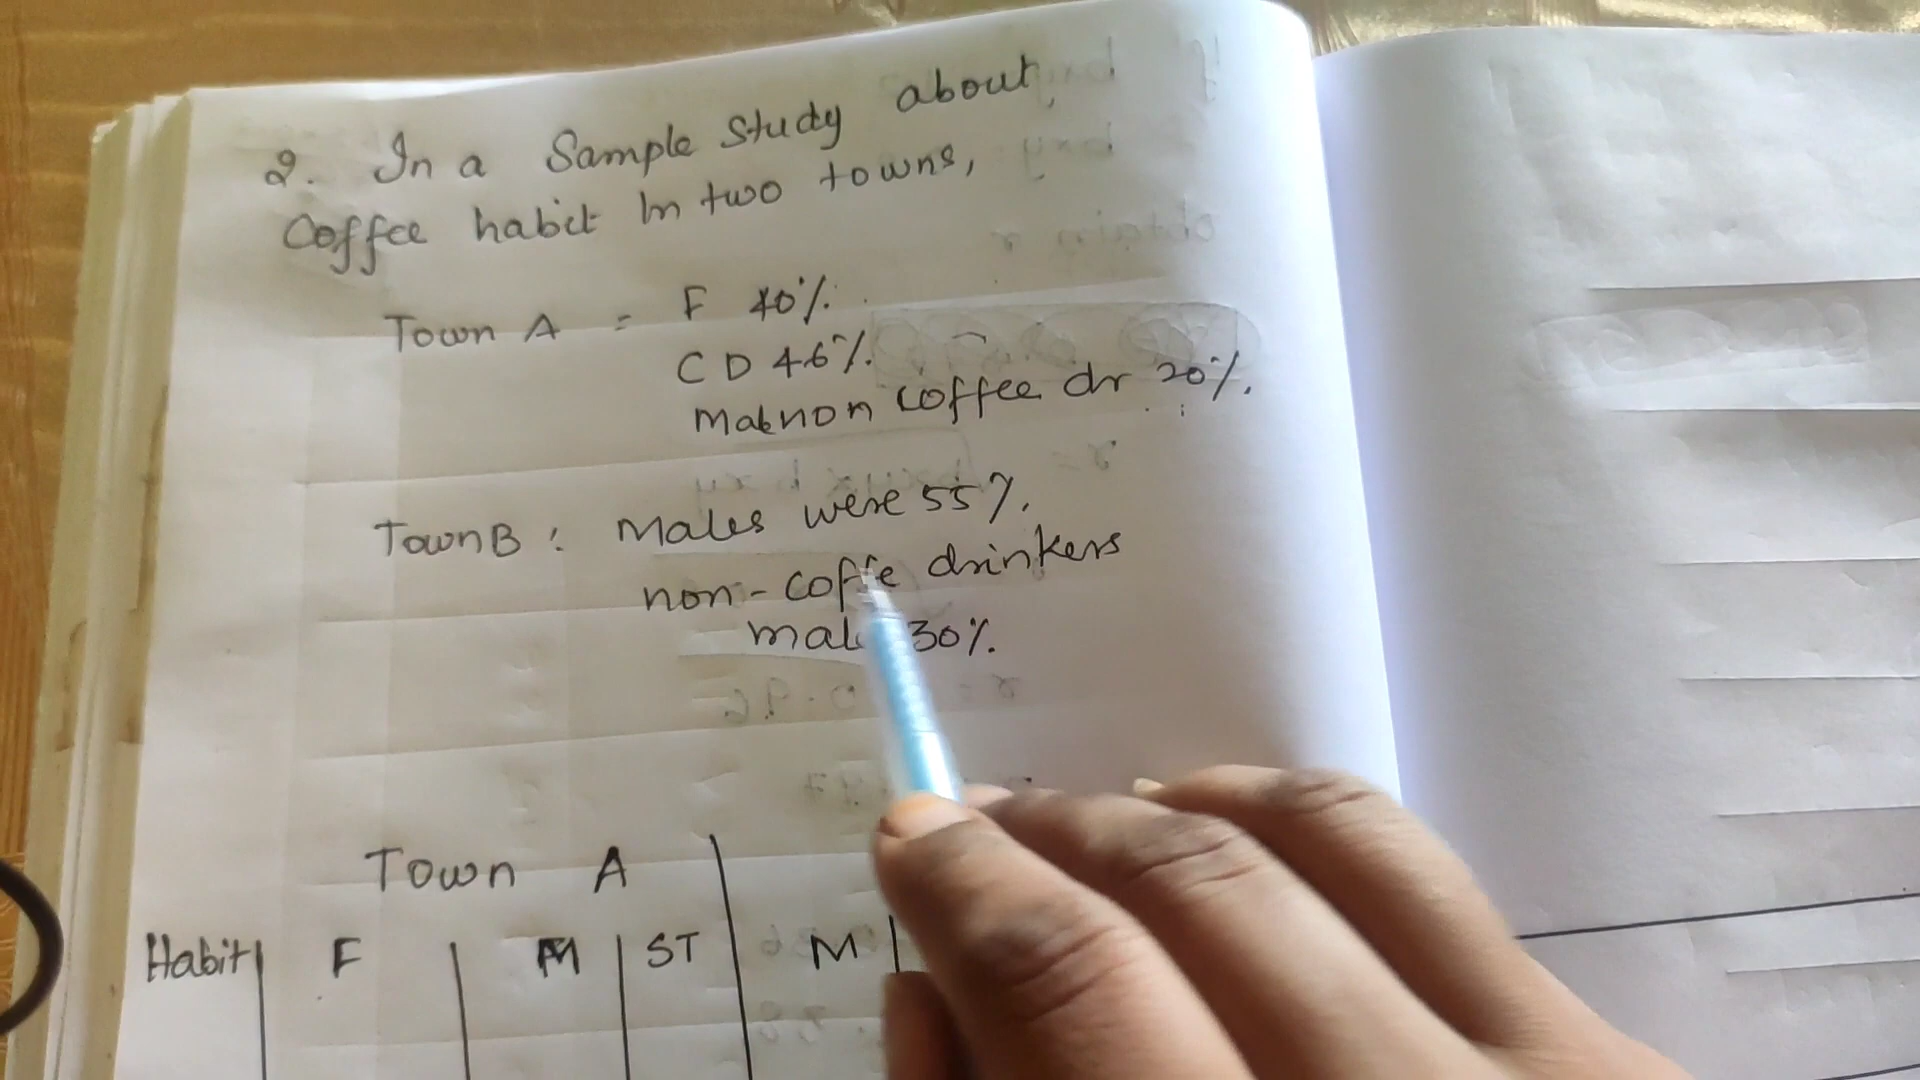 2. In a Sample study about,
Coffee habit In two towns,
Town A = F 40%.
CD 46%.
non coffee dr 20%.
Town B : Males were 55%.
non-coffe drinkers
30%.
Town A
Habit F M ST M